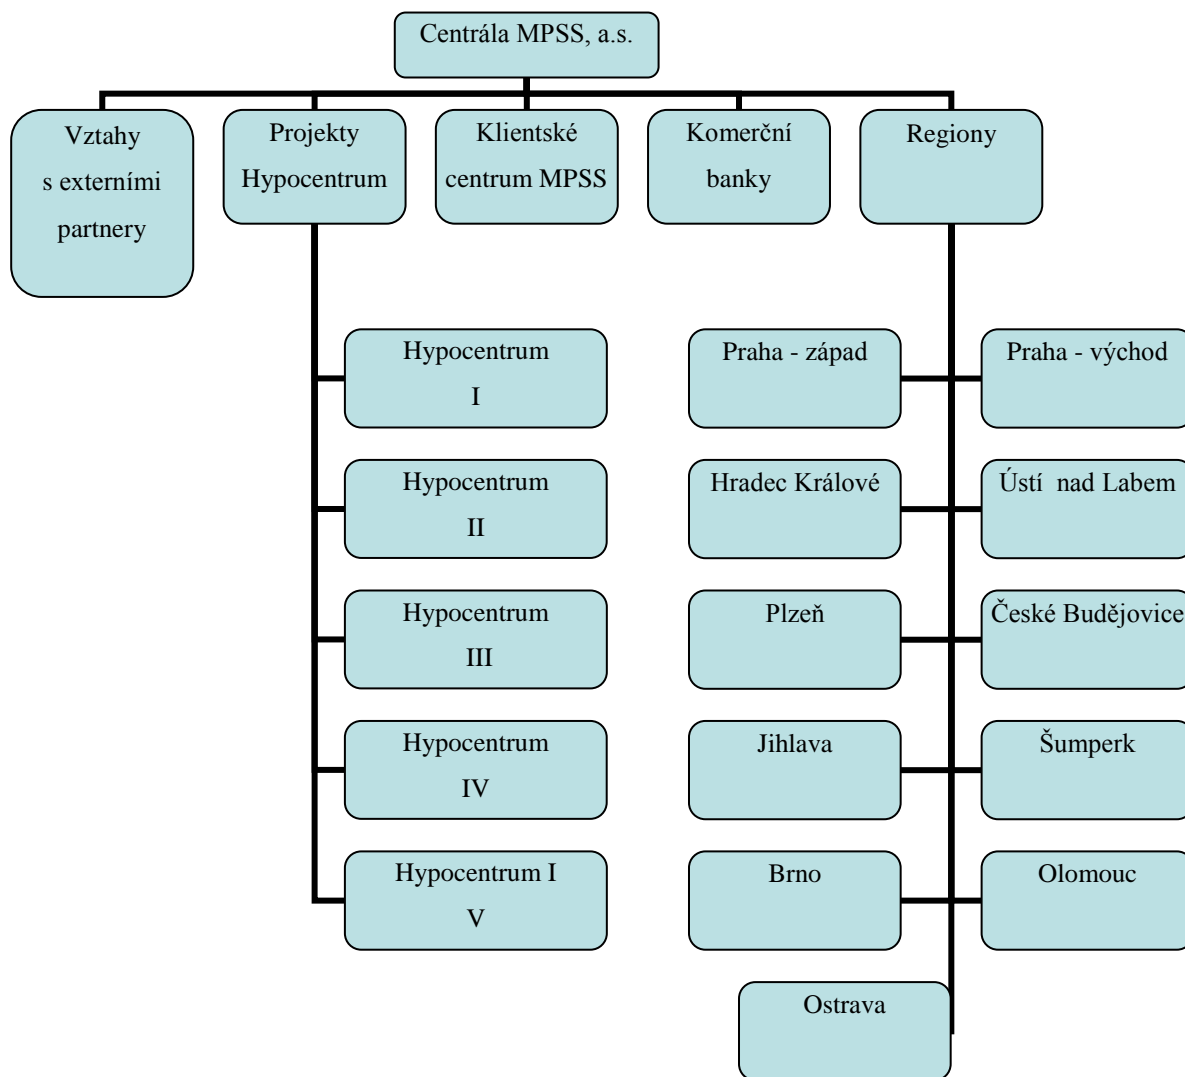 Centrála MPSS, a.s.
Vztahy
s externími
partnery
Projekty
Hypocentrum
Klientské
centrum MPSS
Komerční
banky
Regiony
Hypocentrum
I
Hypocentrum
II
Hypocentrum
III
Hypocentrum
IV
Hypocentrum I
V
Praha - západ
Praha - východ
Hradec Králové
Ústí  nad Labem
Plzeň
České Budějovice
Jihlava
Šumperk
Brno
Olomouc
Ostrava